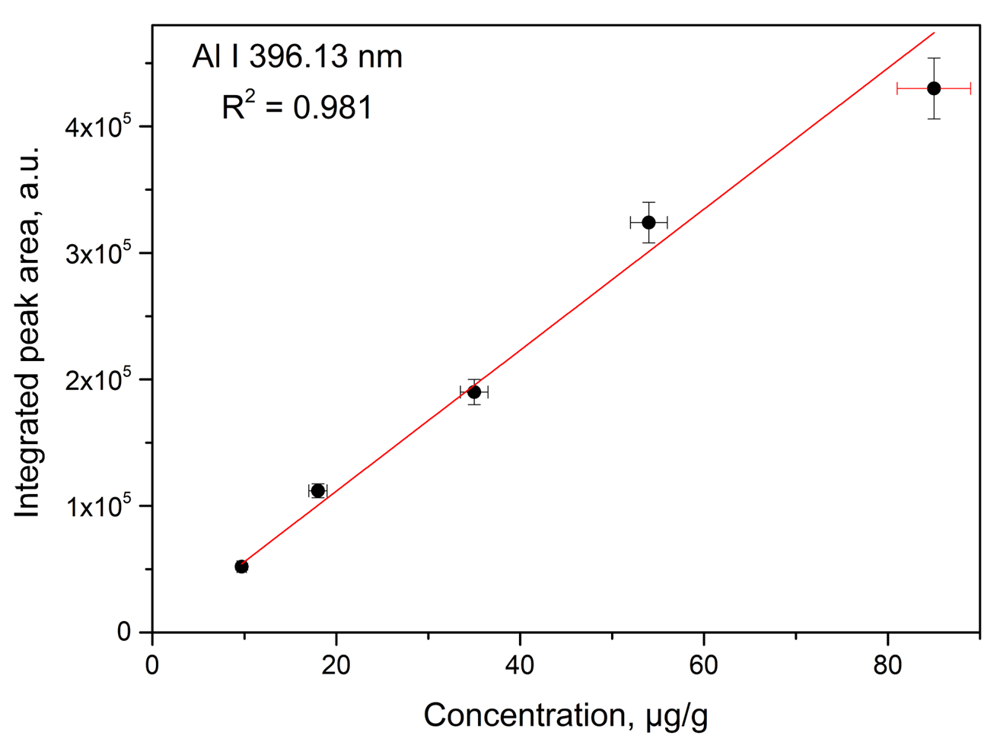 Al I 396.13 nm
R² = 0.981
Integrated peak area, a.u.
4x10⁵
3x10⁵
2x10⁵
1x10⁵
0
0 20 40 60 80
Concentration, µg/g